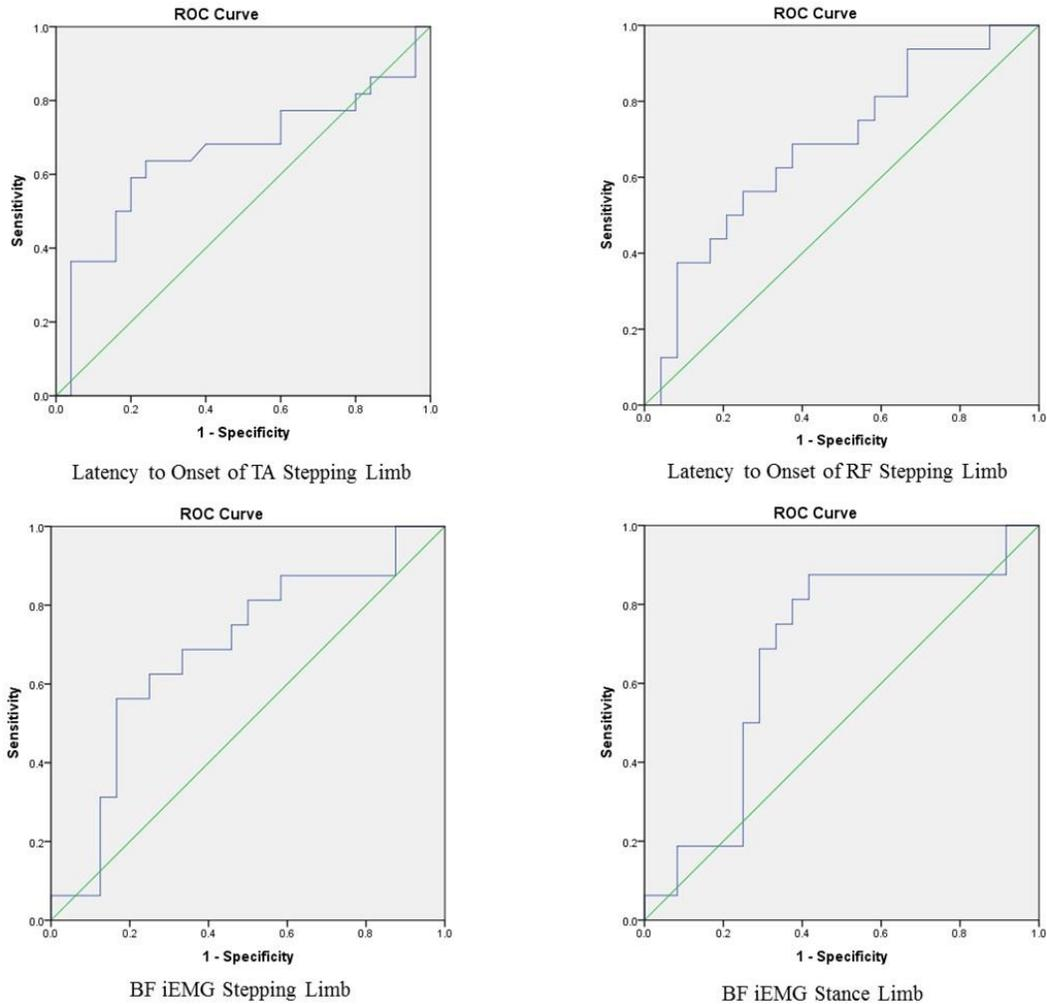 ROC Curve
1.0
0.8
0.6
0.4
0.2
0.0
Sensitivity
0.0 0.2 0.4 0.6 0.8 1.0
1 - Specificity
Latency to Onset of TA Stepping Limb
ROC Curve
1.0
0.8
0.6
0.4
0.2
0.0
Sensitivity
0.0 0.2 0.4 0.6 0.8 1.0
1 - Specificity
Latency to Onset of RF Stepping Limb
ROC Curve
1.0
0.8
0.6
0.4
0.2
0.0
Sensitivity
0.0 0.2 0.4 0.6 0.8 1.0
1 - Specificity
BF iEMG Stepping Limb
ROC Curve
1.0
0.8
0.6
0.4
0.2
0.0
Sensitivity
0.0 0.2 0.4 0.6 0.8 1.0
1 - Specificity
BF iEMG Stance Limb